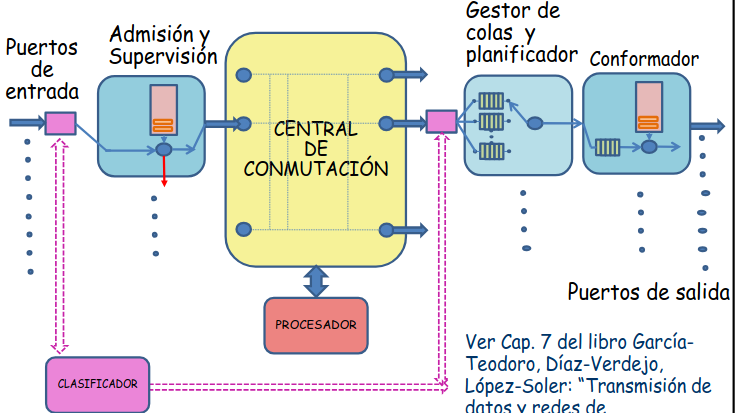 Puertos
de
entrada
Admisión y
Supervisión
CENTRAL
DE
CONMUTACIÓN
Gestor de
colas y
planificador
Conformador
PROCESADOR
CLASIFICADOR
Puertos de salida
Ver Cap. 7 del libro García-
Teodoro, Díaz-Verdejo,
López-Soler: “Transmisión de
datos y redes de